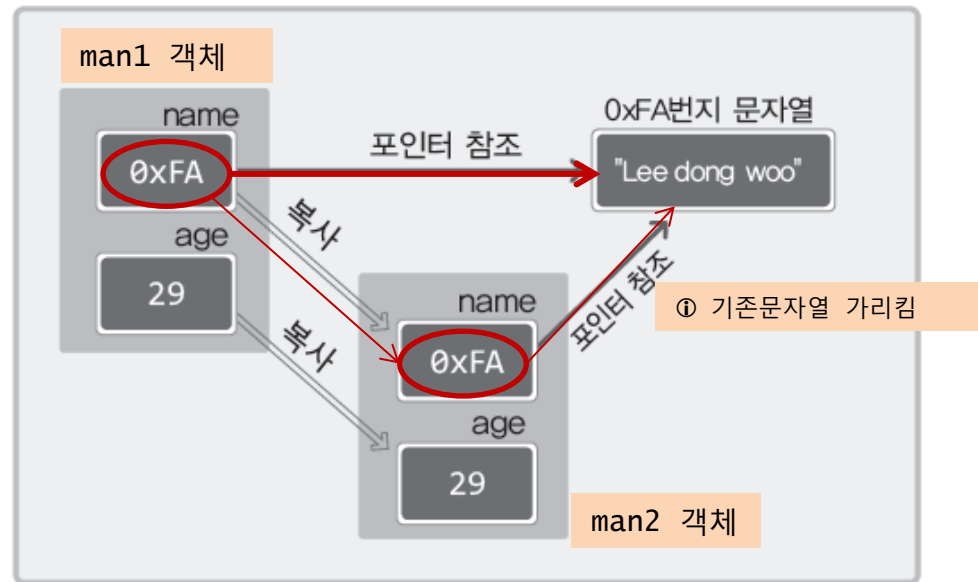 man1 객체
name
0xFA
age
29
포인터 참조
0xFA번지 문자열
"Lee dong woo"
복사
복사
포인터 참조
① 기존문자열 가리킴
name
0xFA
age
29
man2 객체